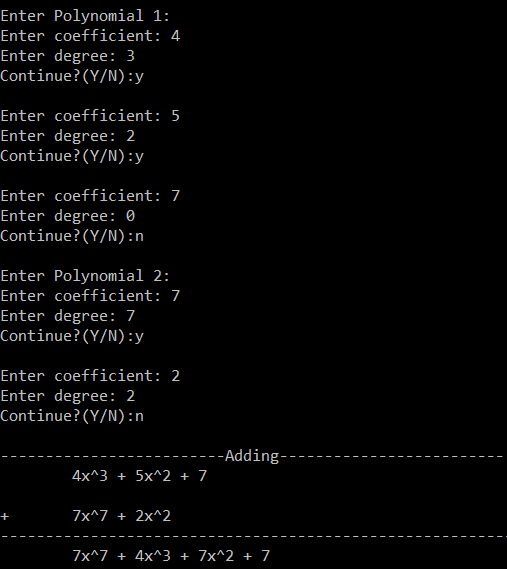 Enter Polynomial 1:
Enter coefficient: 4
Enter degree: 3
Continue?(Y/N):y
Enter coefficient: 5
Enter degree: 2
Continue?(Y/N):y
Enter coefficient: 7
Enter degree: 0
Continue?(Y/N):n
Enter Polynomial 2:
Enter coefficient: 7
Enter degree: 7
Continue?(Y/N):y
Enter coefficient: 2
Enter degree: 2
Continue?(Y/N):n
-------------------------Adding-------------------------
4x^3 + 5x^2 + 7
+ 7x^7 + 2x^2
--------------------------------------------------------
7x^7 + 4x^3 + 7x^2 + 7